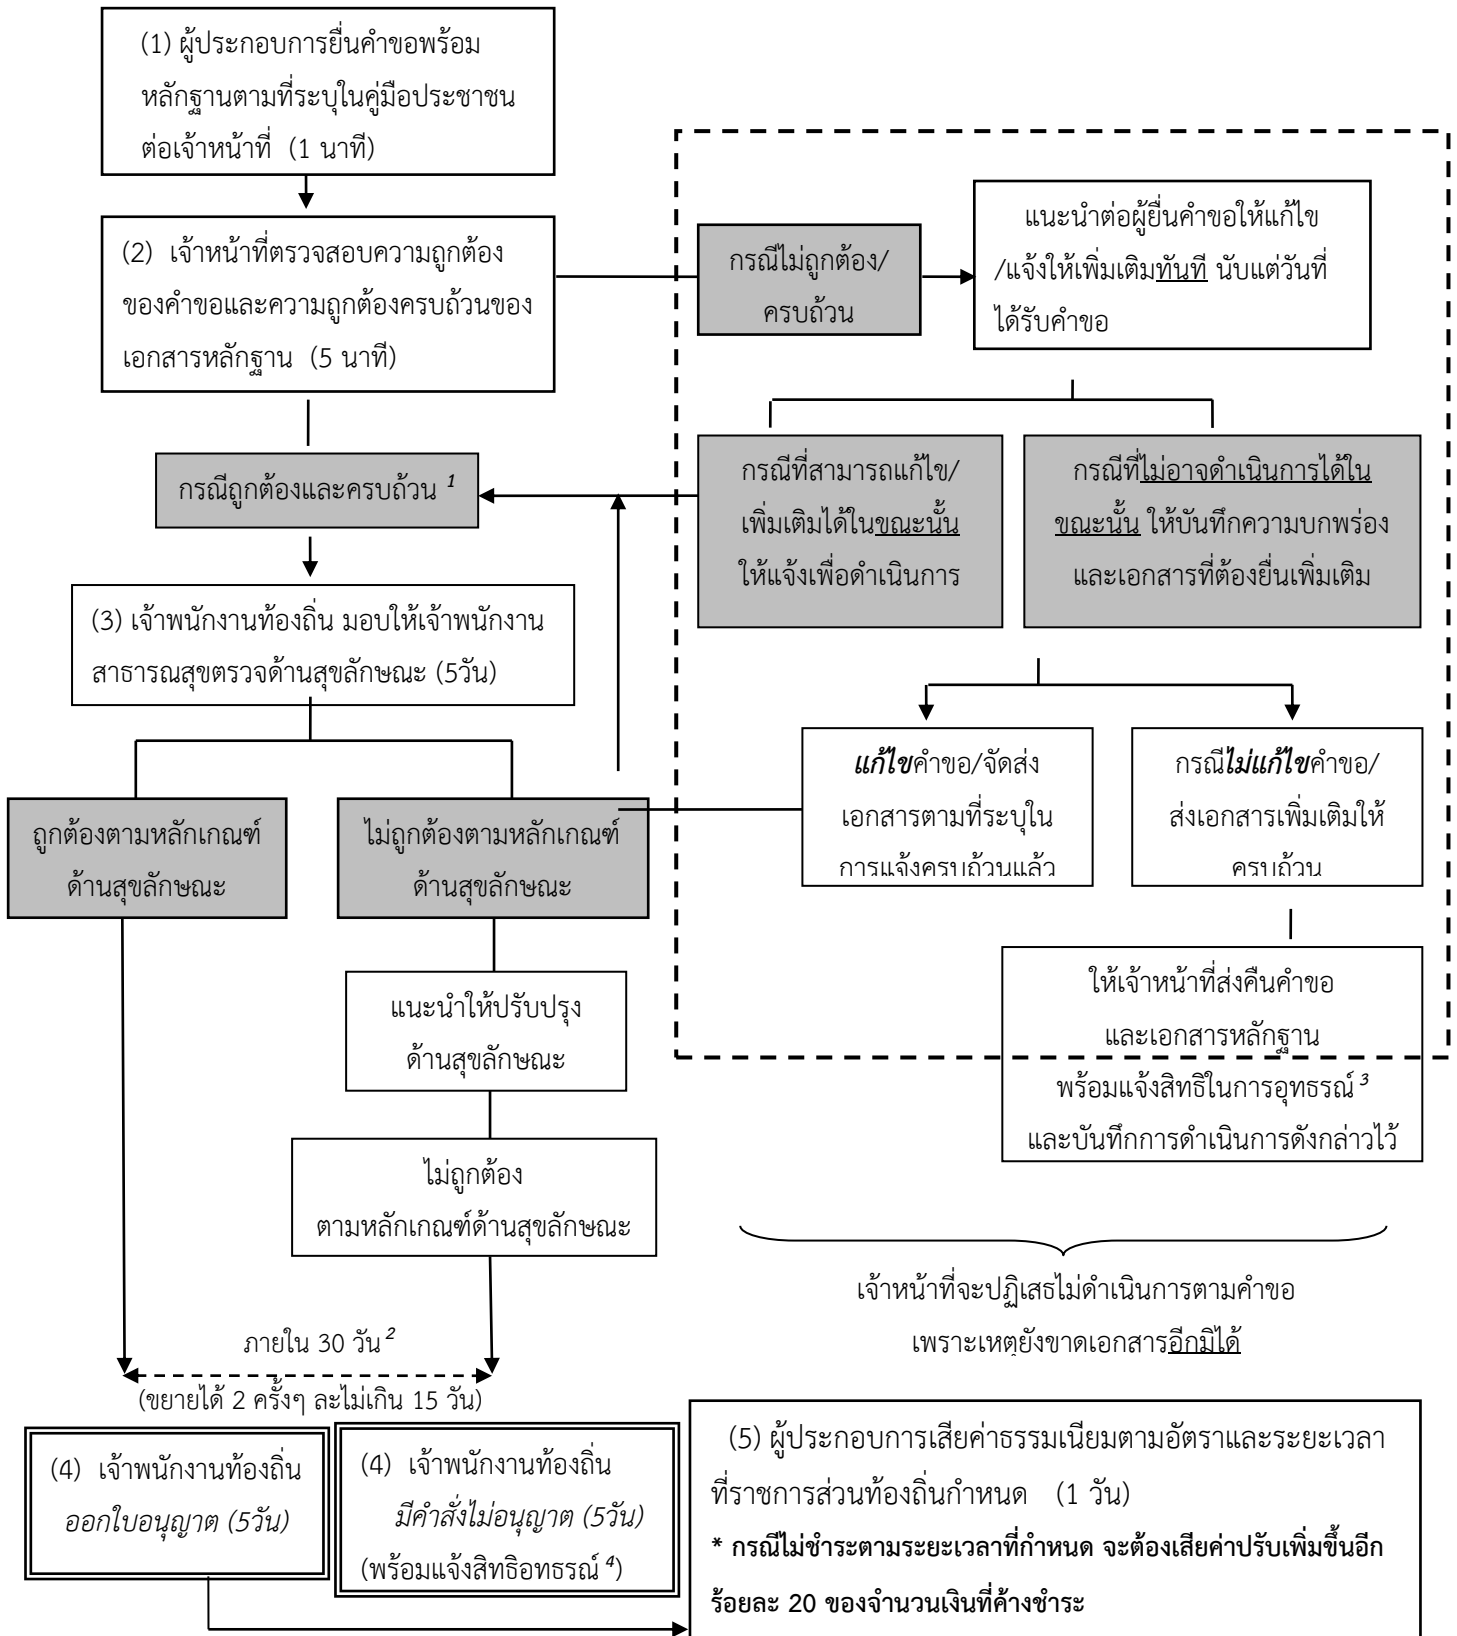 (1) ผู้ประกอบการยื่นคำขอพร้อม
หลักฐานตามที่ระบุในคู่มือประชาชน
ต่อเจ้าหน้าที่ (1 นาที)
(2) เจ้าหน้าที่ตรวจสอบความถูกต้อง
ของคำขอและความถูกต้องครบถ้วนของ
เอกสารหลักฐาน (5 นาที)
กรณีไม่ถูกต้อง/
ครบถ้วน
แนะนำต่อผู้ยื่นคำขอให้แก้ไข
/แจ้งให้เพิ่มเติมทันที นับแต่วันที่
ได้รับคำขอ
กรณีถูกต้องและครบถ้วน ¹
กรณีที่สามารถแก้ไข/
เพิ่มเติมได้ในขณะนั้น
ให้แจ้งเพื่อดำเนินการ
กรณีที่ไม่อาจดำเนินการได้ใน
ขณะนั้น ให้บันทึกความบกพร่อง
และเอกสารที่ต้องยื่นเพิ่มเติม
(3) เจ้าพนักงานท้องถิ่น มอบให้เจ้าพนักงาน
สาธารณสุขตรวจด้านสุขลักษณะ (5วัน)
แก้ไขคำขอ/จัดส่ง
เอกสารตามที่ระบุใน
การแจ้งครบถ้วนแล้ว
กรณีไม่แก้ไขคำขอ/
ส่งเอกสารเพิ่มเติมให้
ครบถ้วน
ถูกต้องตามหลักเกณฑ์
ด้านสุขลักษณะ
ไม่ถูกต้องตามหลักเกณฑ์
ด้านสุขลักษณะ
แนะนำให้ปรับปรุง
ด้านสุขลักษณะ
ให้เจ้าหน้าที่ส่งคืนคำขอ
และเอกสารหลักฐาน
พร้อมแจ้งสิทธิในการอุทธรณ์ ³
และบันทึกการดำเนินการดังกล่าวไว้
ไม่ถูกต้อง
ตามหลักเกณฑ์ด้านสุขลักษณะ
เจ้าหน้าที่จะปฏิเสธไม่ดำเนินการตามคำขอ
เพราะเหตุยังขาดเอกสารอีกมิได้
ภายใน 30 วัน ²
(ขยายได้ 2 ครั้งๆ ละไม่เกิน 15 วัน)
(4) เจ้าพนักงานท้องถิ่น
ออกใบอนุญาต (5วัน)
(4) เจ้าพนักงานท้องถิ่น
มีคำสั่งไม่อนุญาต (5วัน)
(พร้อมแจ้งสิทธิอุทธรณ์ ⁴)
(5) ผู้ประกอบการเสียค่าธรรมเนียมตามอัตราและระยะเวลา
ที่ราชการส่วนท้องถิ่นกำหนด (1 วัน)
* กรณีไม่ชำระตามระยะเวลาที่กำหนด จะต้องเสียค่าปรับเพิ่มขึ้นอีก
ร้อยละ 20 ของจำนวนเงินที่ค้างชำระ